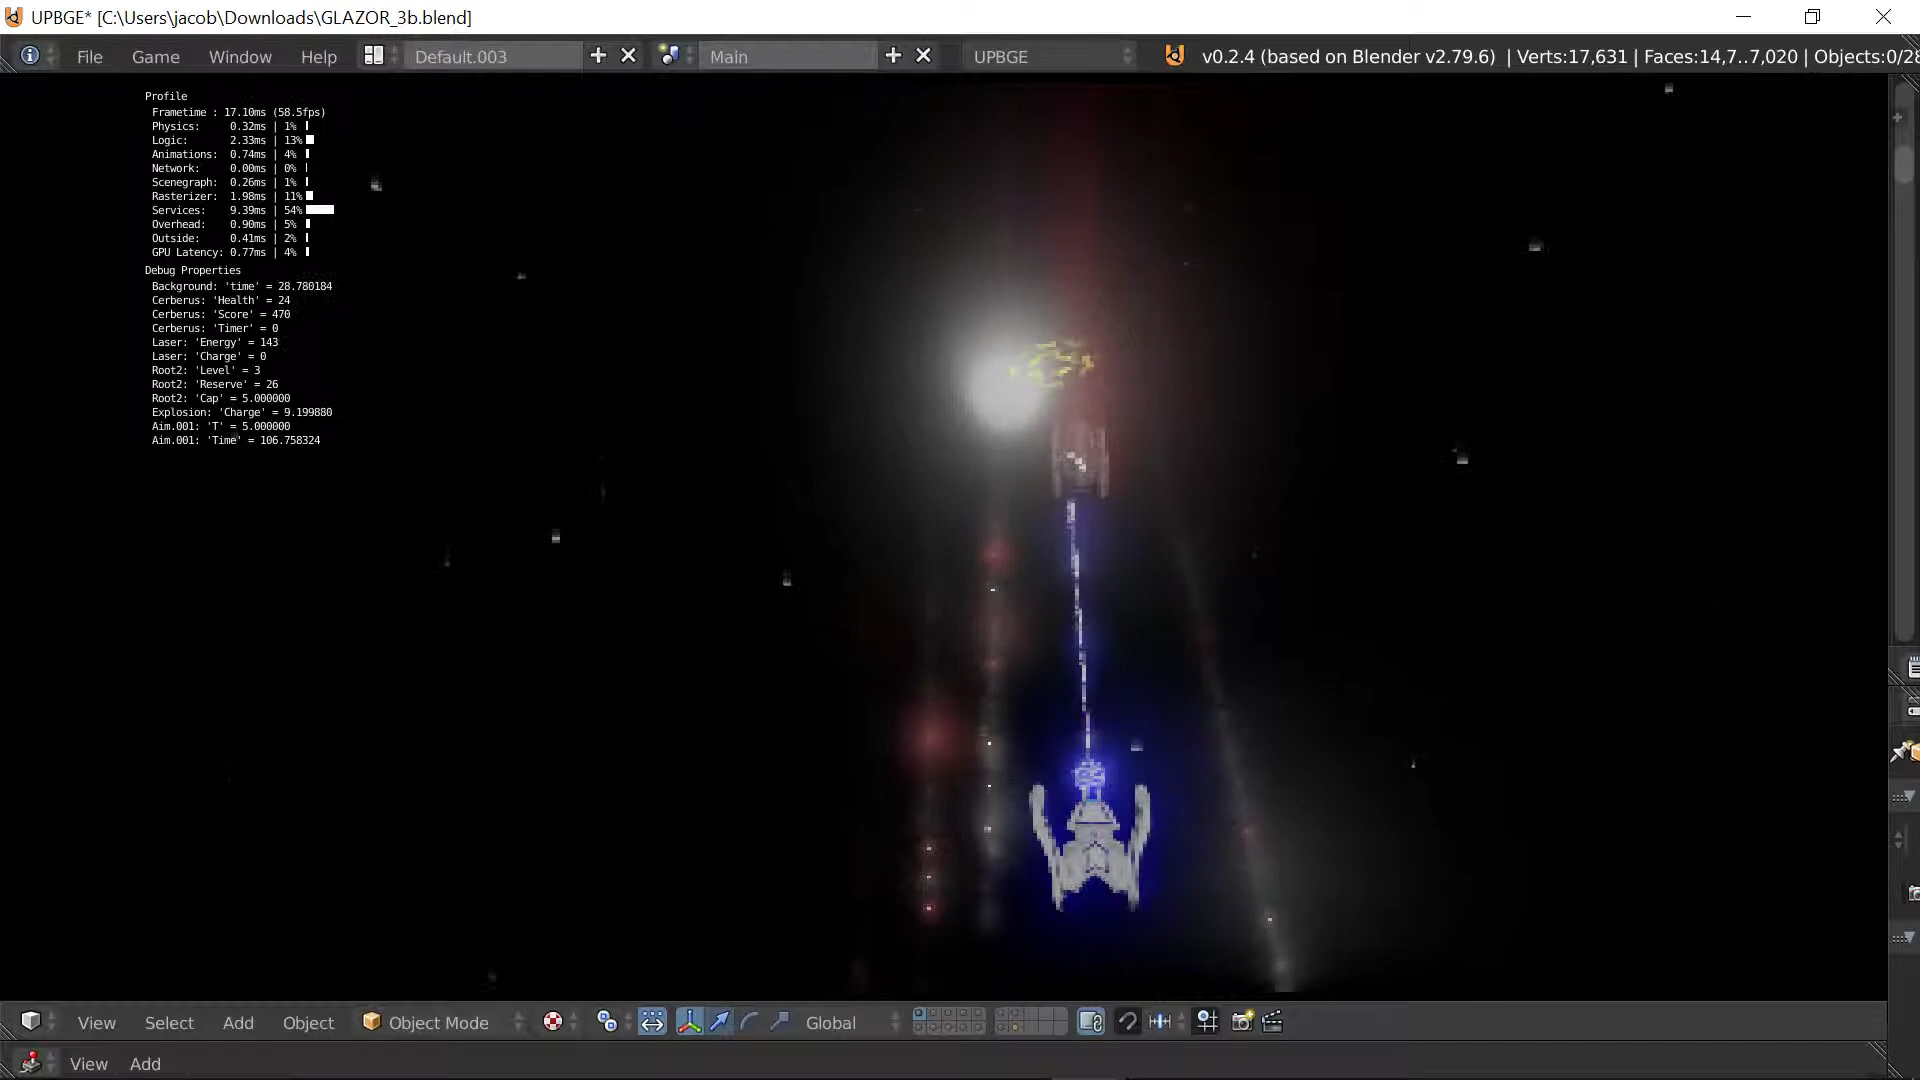 UPBGE* [C:\Users\jacob\Downloads\GLAZOR_3b.blend]
File Game Window Help Default.003 Main UPBGE v0.2.4 (based on Blender v2.79.6) | Verts:17,631 | Faces:14,7..7,020 | Objects:0/28
Profile
Frametime : 17.10ms (58.5fps)
Physics: 0.32ms | 1%
Logic: 2.33ms | 13%
Animations: 0.74ms | 4%
Network: 0.00ms | 0%
Scenegraph: 0.26ms | 1%
Rasterizer: 1.98ms | 11%
Services: 9.39ms | 54%
Overhead: 0.90ms | 5%
Outside: 0.41ms | 2%
GPU Latency: 0.77ms | 4%
Debug Properties
Background: 'time' = 28.780184
Cerberus: 'Health' = 24
Cerberus: 'Score' = 470
Cerberus: 'Timer' = 0
Laser: 'Energy' = 143
Laser: 'Charge' = 0
Root2: 'Level' = 3
Root2: 'Reserve' = 26
Root2: 'Cap' = 5.000000
Explosion: 'Charge' = 9.199880
Aim.001: 'T' = 5.000000
Aim.001: 'Time' = 106.758324
View Select Add Object Object Mode Global
View Add